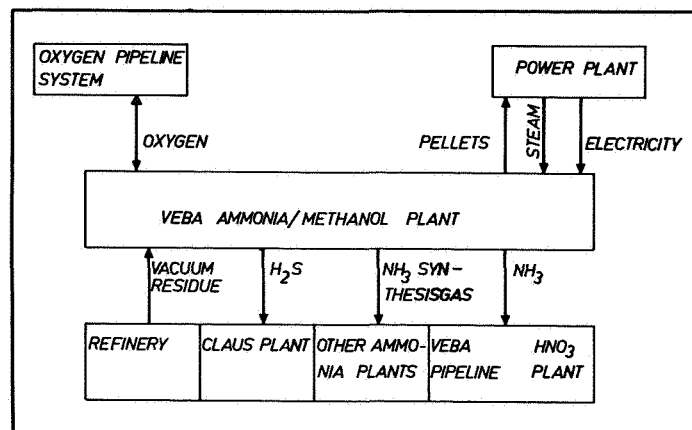 OXYGEN PIPELINE
SYSTEM
POWER PLANT
OXYGEN
PELLETS
STEAM
ELECTRICITY
VEBA AMMONIA/METHANOL PLANT
VACUUM
RESIDUE
H₂S
NH₃ SYN-
THESISGAS
NH₃
REFINERY
CLAUS PLANT
OTHER AMMO-
NIA PLANTS
VEBA HNO₃
PIPELINE PLANT